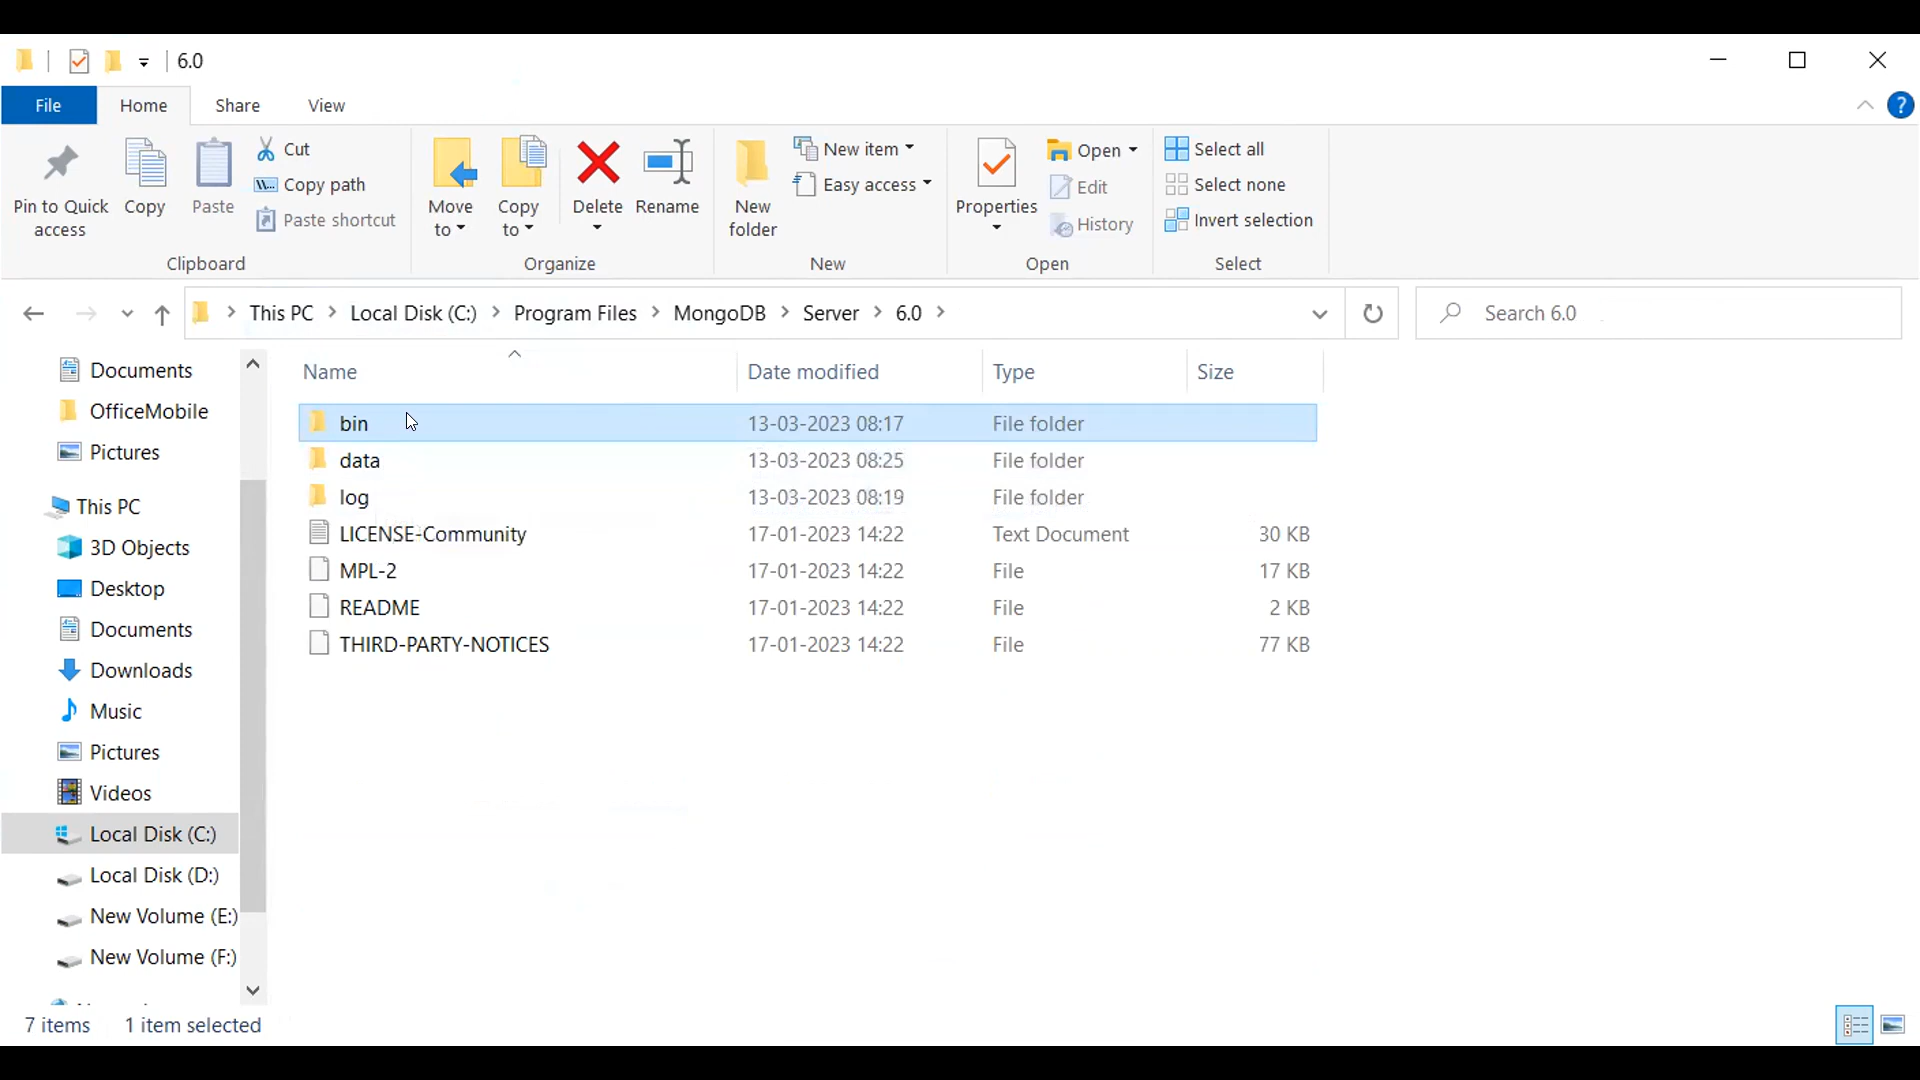 6.0
File Home Share View
Pin to Quick access
Copy
Paste
Cut
Copy path
Paste shortcut
Clipboard
Move to
Copy to
Delete
Rename
Organize
New folder
New item
Easy access
New
Properties
Open
Edit
History
Open
Select all
Select none
Invert selection
Select
This PC Local Disk (C:) Program Files MongoDB Server 6.0
Search 6.0
Documents
OfficeMobile
Pictures
This PC
3D Objects
Desktop
Documents
Downloads
Music
Pictures
Videos
Local Disk (C:)
Local Disk (D:)
New Volume (E:)
New Volume (F:)
Name Date modified Type Size
bin 13-03-2023 08:17 File folder
data 13-03-2023 08:25 File folder
log 13-03-2023 08:19 File folder
LICENSE-Community 17-01-2023 14:22 Text Document 30 KB
MPL-2 17-01-2023 14:22 File 17 KB
README 17-01-2023 14:22 File 2 KB
THIRD-PARTY-NOTICES 17-01-2023 14:22 File 77 KB
7 items 1 item selected